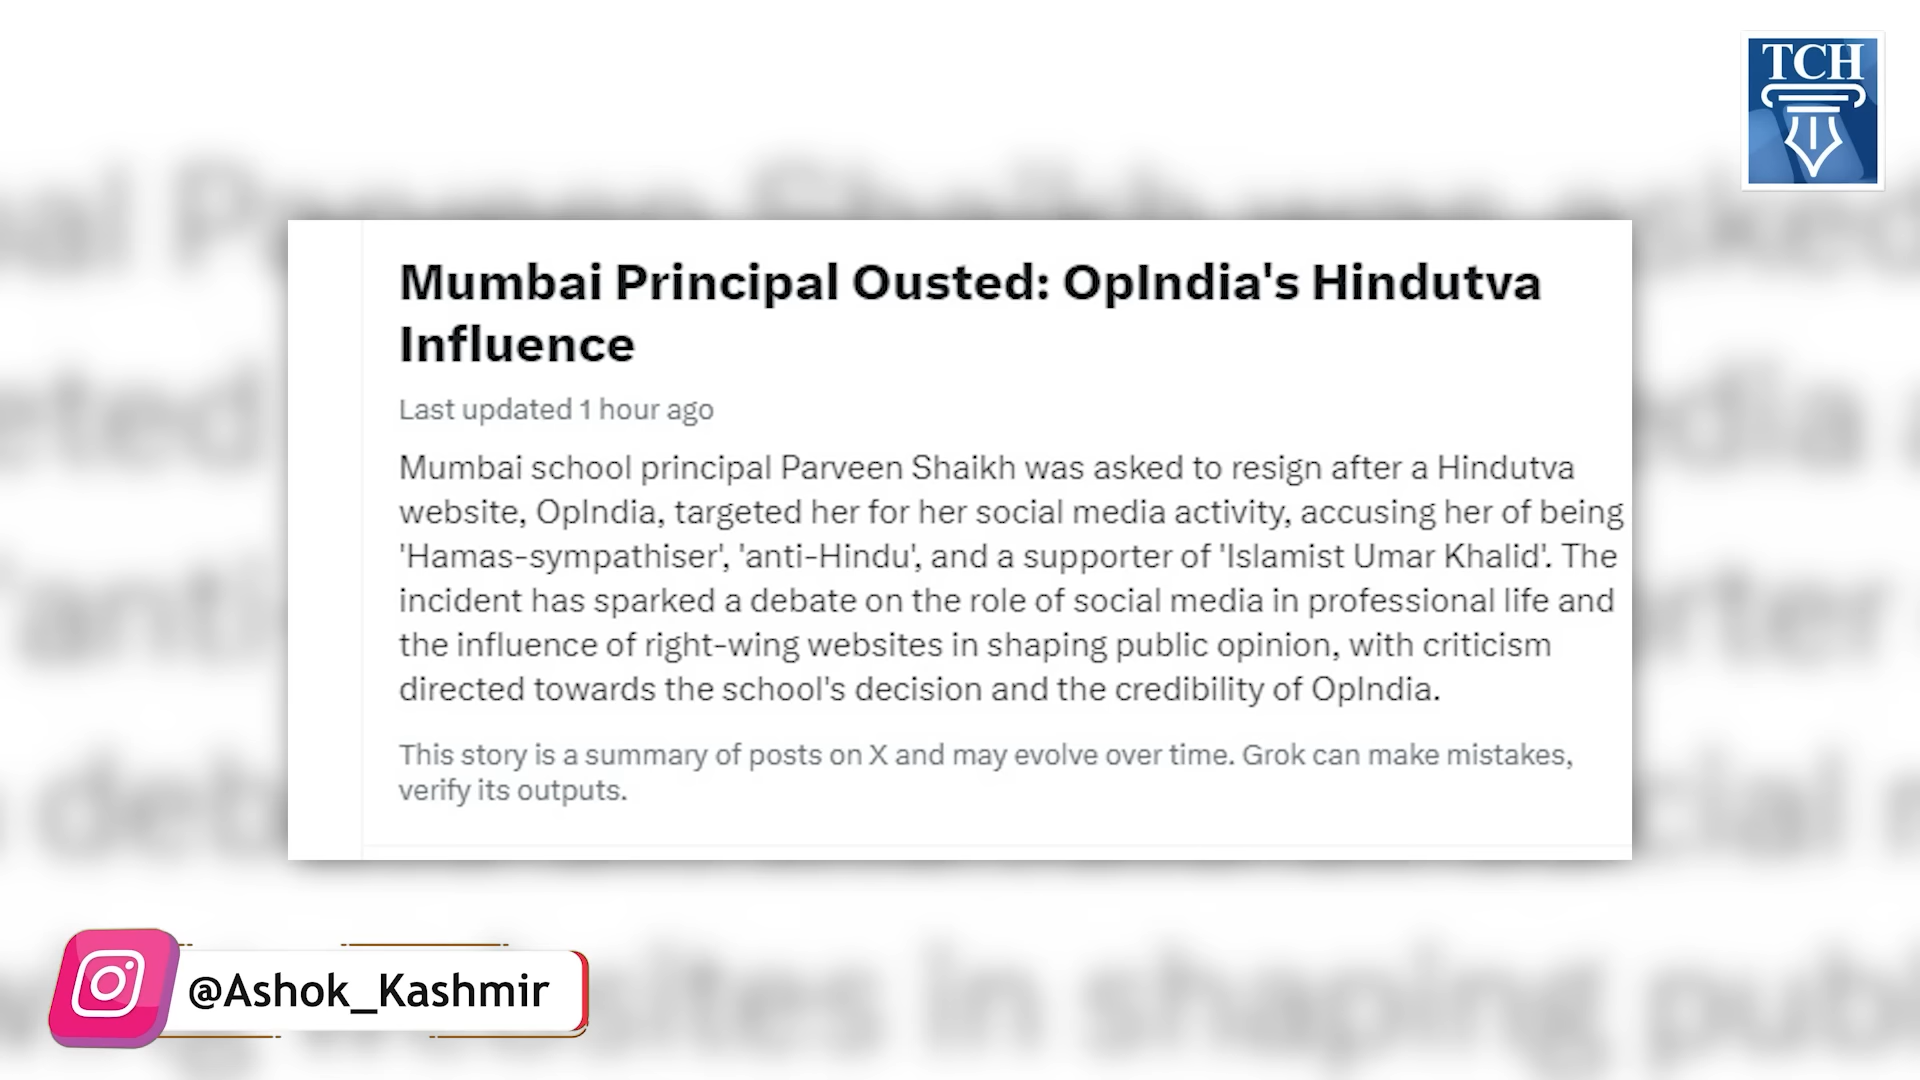 TCH
Mumbai Principal Ousted: OpIndia's Hindutva
Influence
Last updated 1 hour ago
Mumbai school principal Parveen Shaikh was asked to resign after a Hindutva
website, OpIndia, targeted her for her social media activity, accusing her of being
'Hamas-sympathiser', 'anti-Hindu', and a supporter of 'Islamist Umar Khalid'. The
incident has sparked a debate on the role of social media in professional life and
the influence of right-wing websites in shaping public opinion, with criticism
directed towards the school's decision and the credibility of OpIndia.
This story is a summary of posts on X and may evolve over time. Grok can make mistakes,
verify its outputs.
@Ashok_Kashmir